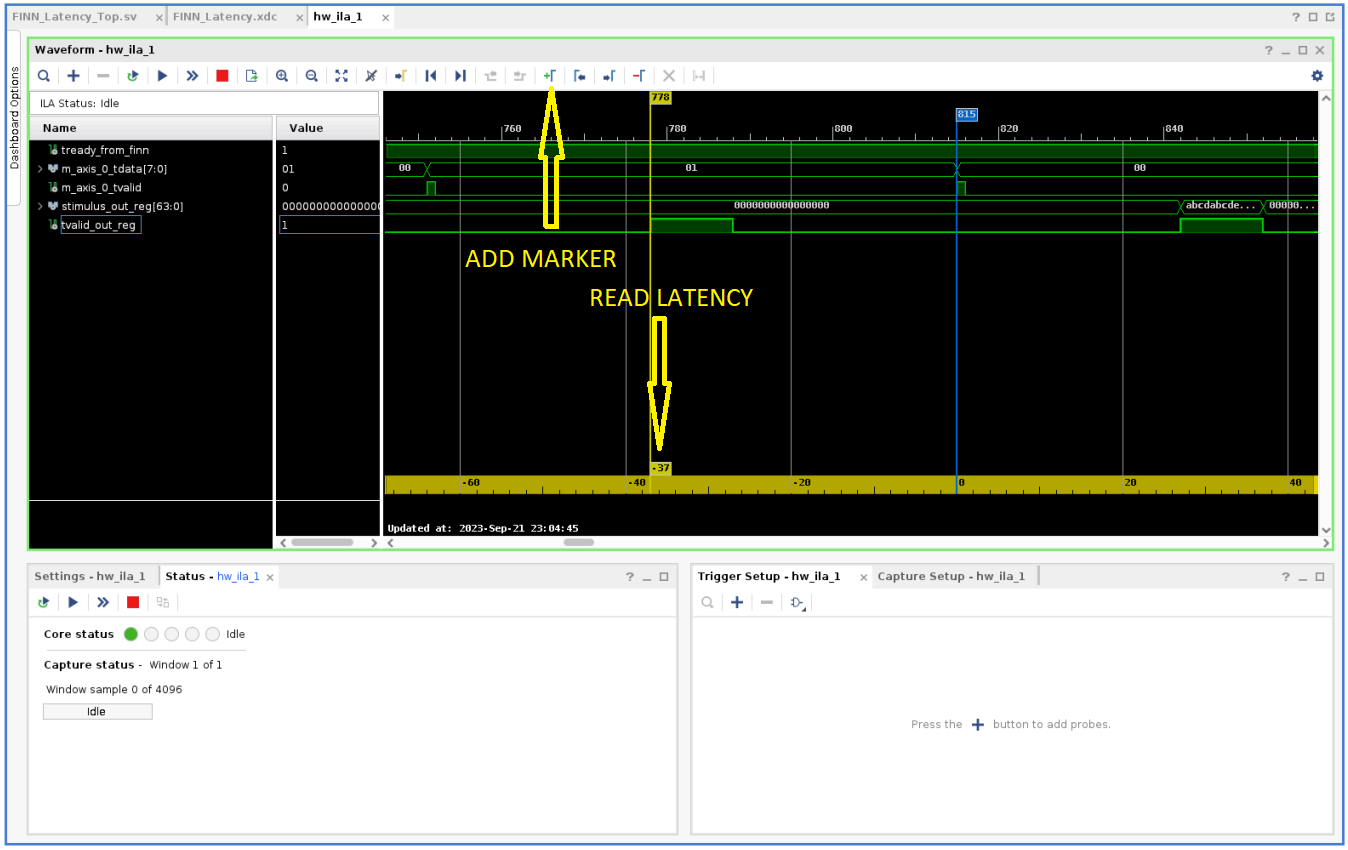 FINN_Latency_Top.sv × FINN_Latency.xdc × hw_ila_1 ×
Dashboard Options
Waveform - hw_ila_1
ILA Status: Idle
Name Value
tready_from_finn 1
m_axis_0_tdata[7:0] 01
m_axis_0_tvalid 0
stimulus_out_reg[63:0] 0000000000000000
tvalid_out_reg 1
778
815
760 780 800 820 840
00 01 00
0000000000000000 abcdabcde... 00000...
ADD MARKER
READ LATENCY
-37
-60 -40 -20 0 20 40
Updated at: 2023-Sep-21 23:04:45
Settings - hw_ila_1 Status - hw_ila_1 ×
Core status Idle
Capture status - Window 1 of 1
Window sample 0 of 4096
Idle
Trigger Setup - hw_ila_1 × Capture Setup - hw_ila_1
Press the + button to add probes.